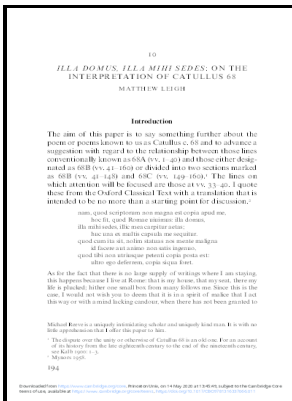 10
ILLA DOMUS, ILLA MIHI SEDES: ON THE
INTERPRETATION OF CATULLUS 68
MATTHEW LEIGH
Introduction
The aim of this paper is to say something further about the
poem or poems known to us as Catullus c. 68 and to advance a
suggestion with regard to the relationship between those lines
conventionally known as 68A (vv. 1–40) and those either desig-
nated as 68B (vv. 41–160) or divided into two sections marked
as 68B (vv. 41–148) and 68C (vv. 149–160).¹ The lines on
which attention will be focused are those at vv. 33–40. I quote
these from the Oxford Classical Text with a translation that is
intended to be no more than a starting point for discussion.²
nam, quod scriptorum non magna est copia apud me,
hoc fit, quod Romae uiuimus: illa domus,
illa mihi sedes, illic mea carpitur aetas;
huc una ex multis capsula me sequitur.
quod cum ita sit, nolim statuas nos mente maligna
id facere aut animo non satis ingenuo,
quod tibi non utriusque petenti copia posta est:
ultro ego deferrem, copia siqua foret.
As for the fact that there is no large supply of writings where I am staying,
this happens because I live at Rome: that is my home, that my seat, there my
life is plucked; hither one small box from many follows me. Since this is the
case, I would not wish you to deem that it is in a spirit of malice that I act
this way or with a mind lacking candour, when there has not been granted to
Michael Reeve is a uniquely intimidating scholar and uniquely kind man. It is with no
little apprehension that I offer this paper to him.
¹ The dispute over the unity or otherwise of Catullus 68 is an old one. For an account
of its history from the late eighteenth century to the end of the nineteenth century,
see Kalb 1900: 1–3.
² Mynors 1958.
194